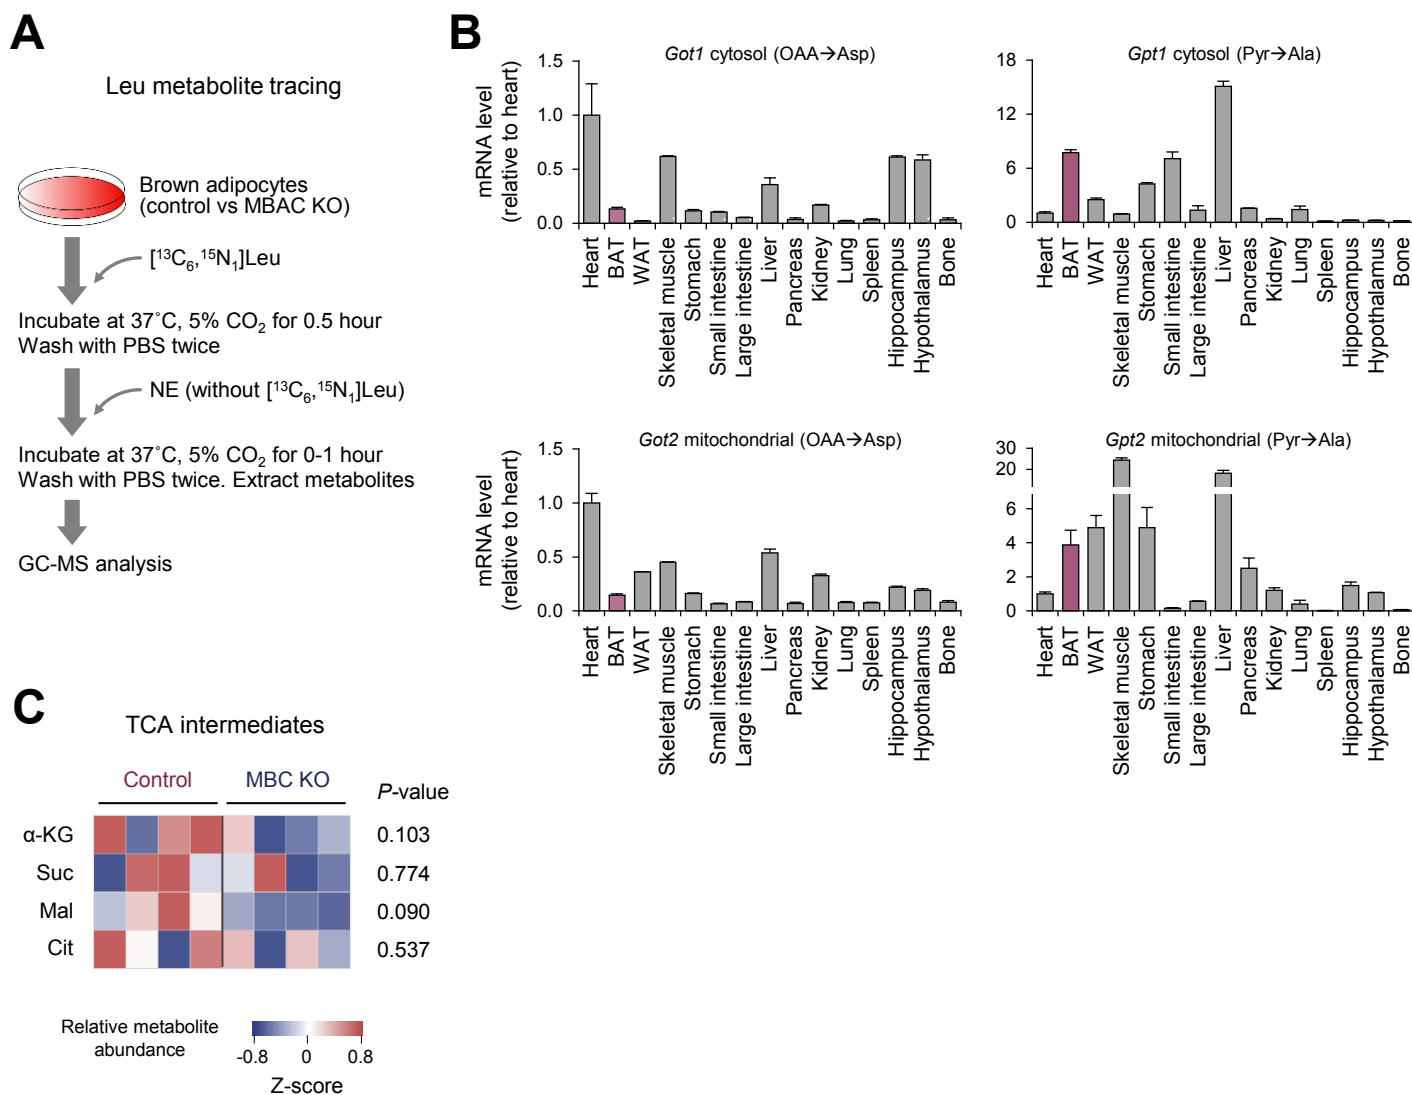 A
Leu metabolite tracing
Brown adipocytes
(control vs MBAC KO)
[¹³C₆,¹⁵N₁]Leu
Incubate at 37˚C, 5% CO₂ for 0.5 hour
Wash with PBS twice
NE (without [¹³C₆,¹⁵N₁]Leu)
Incubate at 37˚C, 5% CO₂ for 0-1 hour
Wash with PBS twice. Extract metabolites
GC-MS analysis
B
Got1 cytosol (OAA→Asp)
mRNA level
(relative to heart)
1.5
1.0
0.5
0.0
Heart
BAT
WAT
Skeletal muscle
Stomach
Small intestine
Large intestine
Liver
Pancreas
Kidney
Lung
Spleen
Hippocampus
Hypothalamus
Bone
Gpt1 cytosol (Pyr→Ala)
18
12
6
0
Heart
BAT
WAT
Skeletal muscle
Stomach
Small intestine
Large intestine
Liver
Pancreas
Kidney
Lung
Spleen
Hippocampus
Hypothalamus
Bone
Got2 mitochondrial (OAA→Asp)
mRNA level
(relative to heart)
1.5
1.0
0.5
0.0
Heart
BAT
WAT
Skeletal muscle
Stomach
Small intestine
Large intestine
Liver
Pancreas
Kidney
Lung
Spleen
Hippocampus
Hypothalamus
Bone
Gpt2 mitochondrial (Pyr→Ala)
30
20
6
4
2
0
Heart
BAT
WAT
Skeletal muscle
Stomach
Small intestine
Large intestine
Liver
Pancreas
Kidney
Lung
Spleen
Hippocampus
Hypothalamus
Bone
C
TCA intermediates
Control MBC KO P-value
α-KG 0.103
Suc 0.774
Mal 0.090
Cit 0.537
Relative metabolite
abundance
-0.8 0 0.8
Z-score